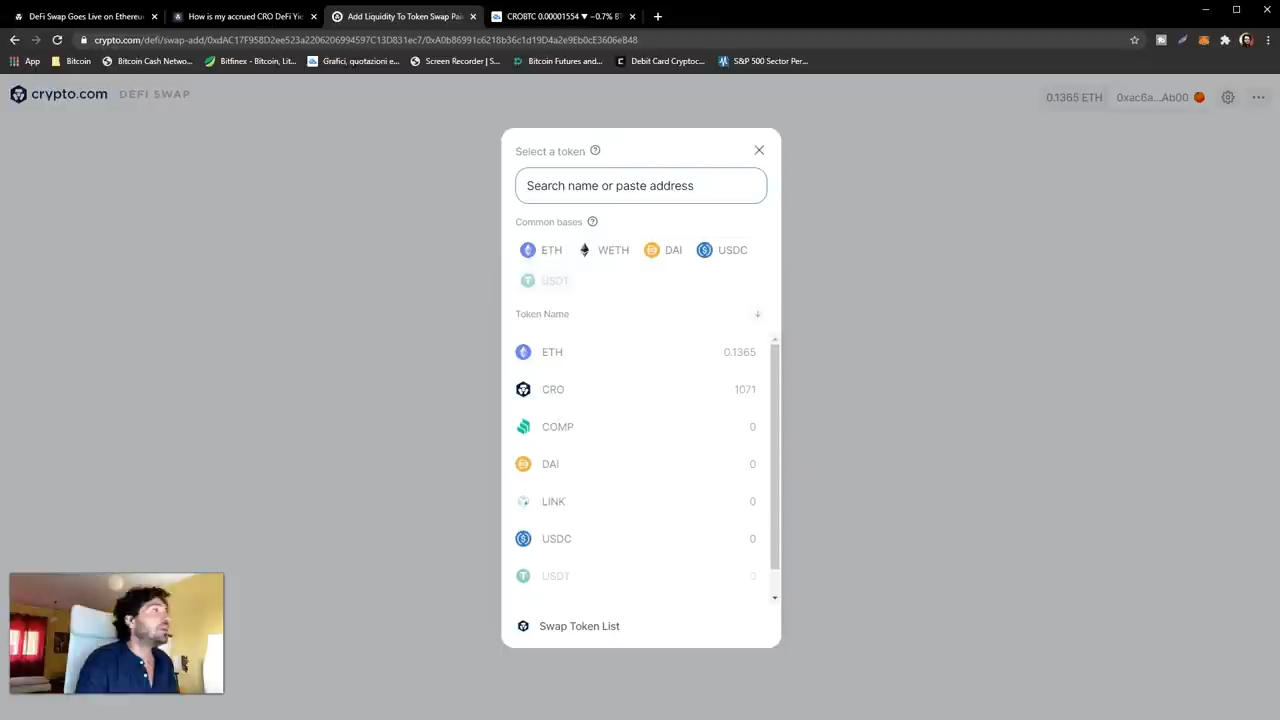 DeFi Swap Goes Live on Ethereu
How is my accrued CRO DeFi Yie
Add Liquidity To Token Swap Pai
CROBTC 0.00001554 ▼ −0.7% B
crypto.com/defi/swap-add/0xdAC17F958D2ee523a2206206994597C13D831ec7/0xA0b86991c6218b36c1d19D4a2e9Eb0cE3606eB48
App
Bitcoin
Bitcoin Cash Netw...
Bitfinex - Bitcoin, Lit...
Grafici, quotazioni e...
Screen Recorder | S...
Bitcoin Futures and...
Debit Card Cryptoc...
S&P 500 Sector Per...
crypto.com DEFI SWAP
0.1365 ETH
0xac6a...Ab00
Select a token
Search name or paste address
Common bases
ETH WETH DAI USDC
USDT
Token Name
ETH 0.1365
CRO 1071
COMP 0
DAI 0
LINK 0
USDC 0
USDT 0
Swap Token List